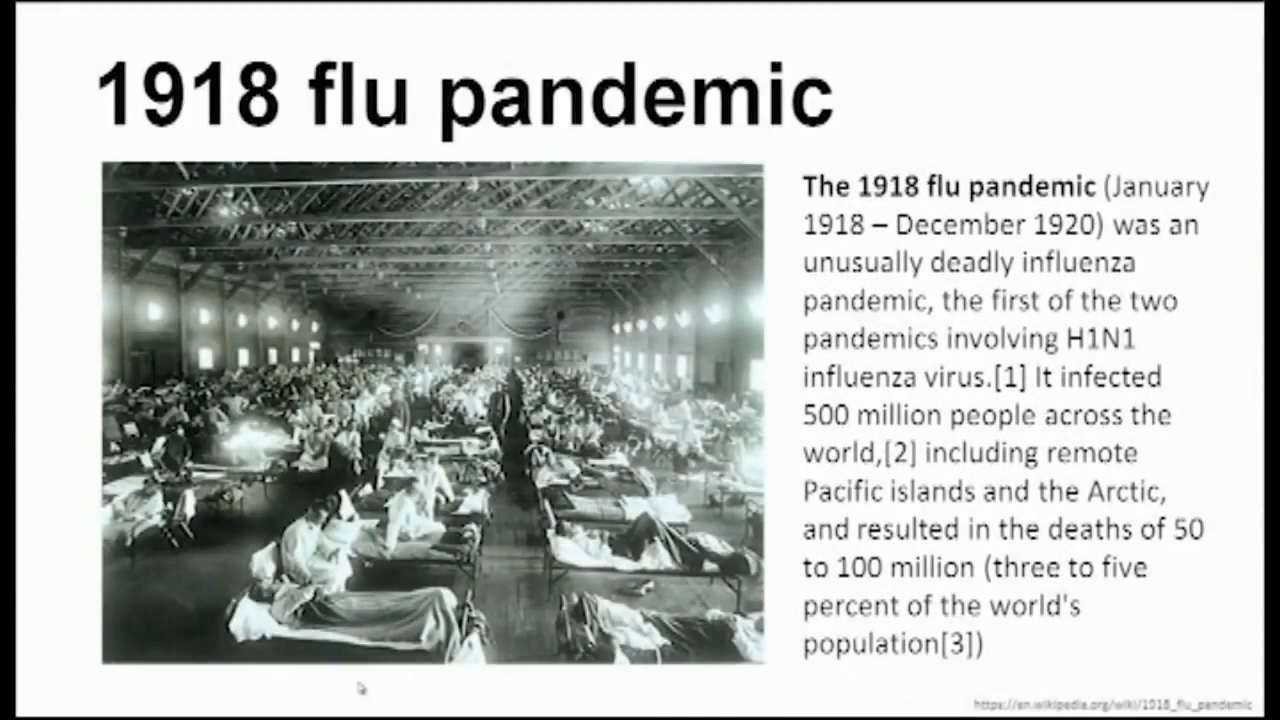 1918 flu pandemic
The 1918 flu pandemic (January
1918 – December 1920) was an
unusually deadly influenza
pandemic, the first of the two
pandemics involving H1N1
influenza virus.[1] It infected
500 million people across the
world,[2] including remote
Pacific islands and the Arctic,
and resulted in the deaths of 50
to 100 million (three to five
percent of the world's
population[3])
https://en.wikipedia.org/wiki/1918_flu_pandemic